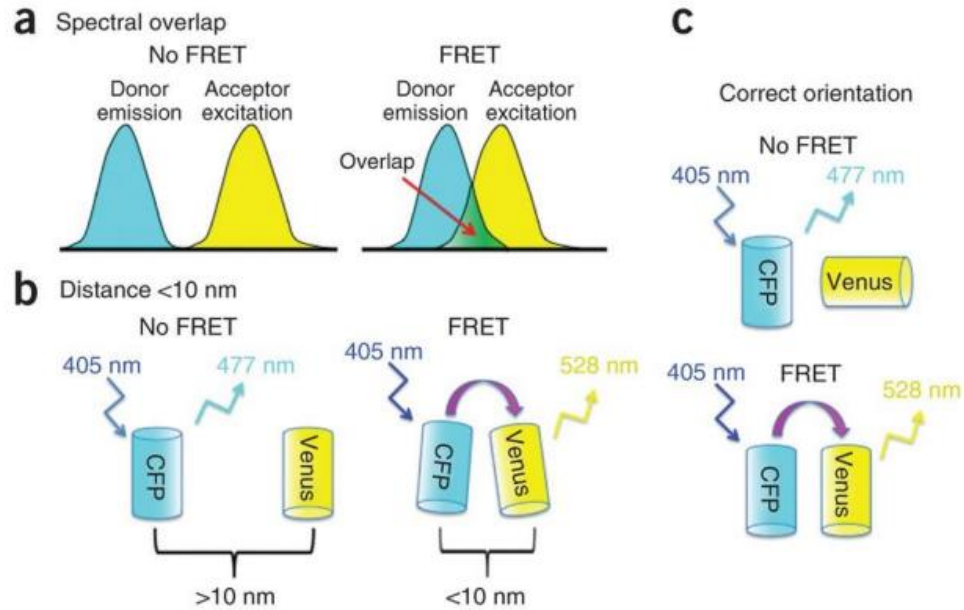 a Spectral overlap
No FRET
Donor
emission
Acceptor
excitation
FRET
Donor
emission
Acceptor
excitation
Overlap
b Distance <10 nm
No FRET
405 nm
477 nm
CFP
Venus
>10 nm
FRET
405 nm
528 nm
CFP
Venus
<10 nm
c
Correct orientation
No FRET
405 nm
477 nm
CFP
Venus
FRET
405 nm
528 nm
CFP
Venus